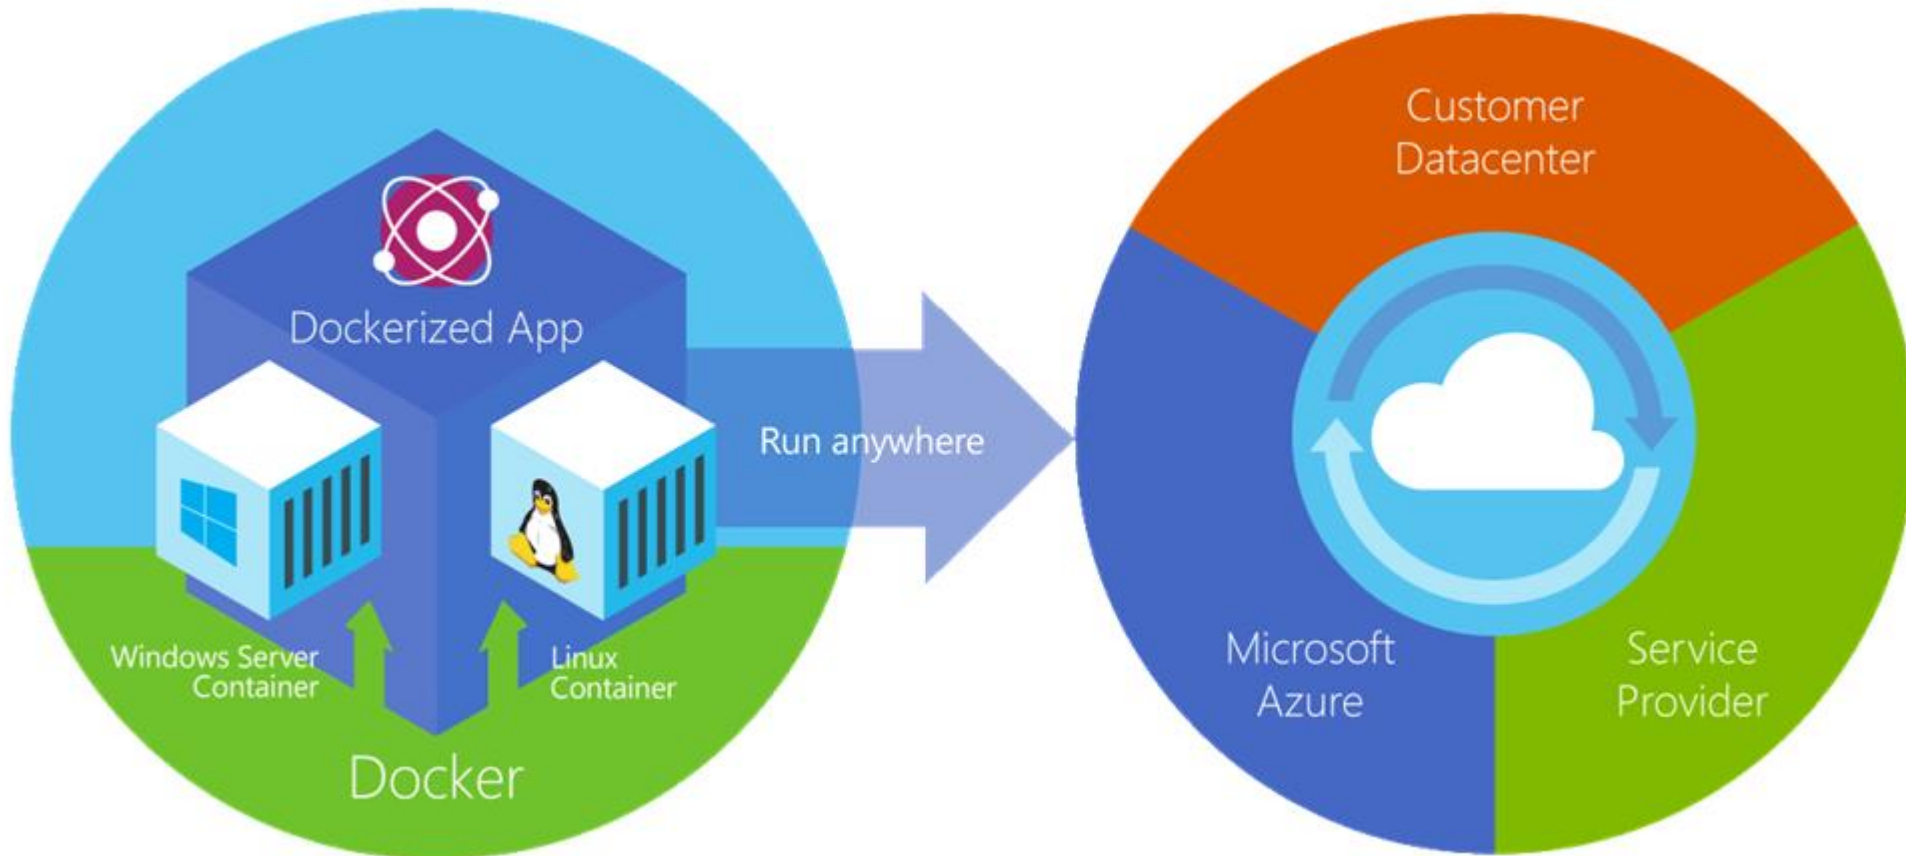 Dockerized App
Windows Server
Container
Linux
Container
Docker
Run anywhere
Customer
Datacenter
Microsoft
Azure
Service
Provider